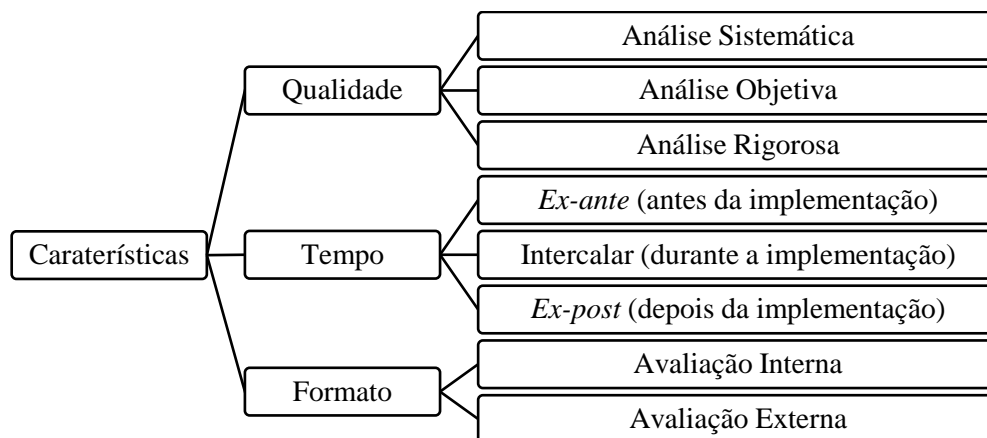 Análise Sistemática
Qualidade
Análise Objetiva
Análise Rigorosa
Ex-ante (antes da implementação)
Caraterísticas
Tempo
Intercalar (durante a implementação)
Ex-post (depois da implementação)
Avaliação Interna
Formato
Avaliação Externa